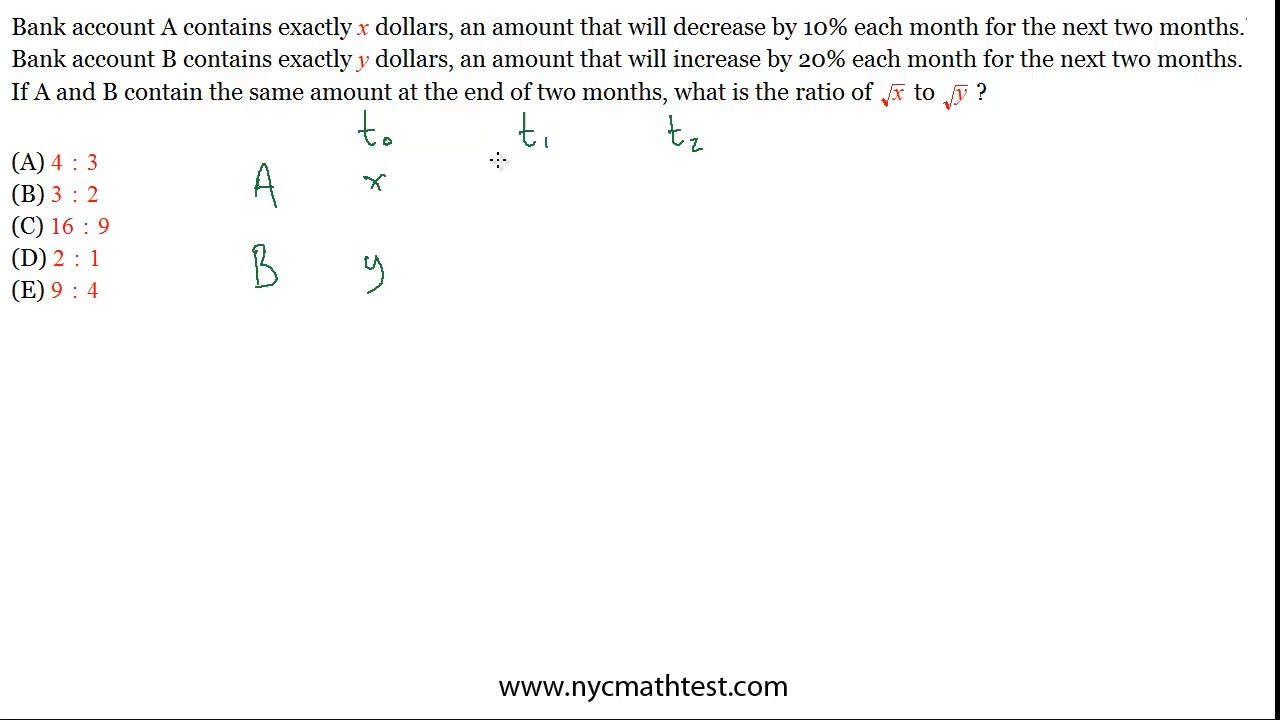 Bank account A contains exactly x dollars, an amount that will decrease by 10% each month for the next two months.
Bank account B contains exactly y dollars, an amount that will increase by 20% each month for the next two months.
If A and B contain the same amount at the end of two months, what is the ratio of √x to √y ?
t₀ t₁ t₂
(A) 4 : 3
A x
(B) 3 : 2
(C) 16 : 9
(D) 2 : 1
B y
(E) 9 : 4
www.nycmathtest.com